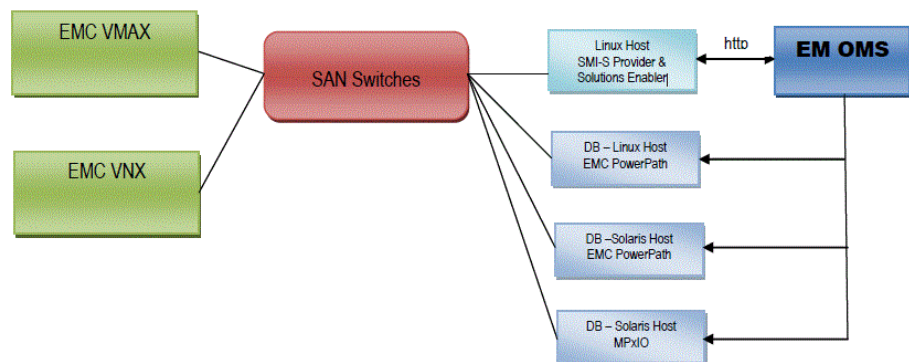 EMC VMAX
SAN Switches
Linux Host
SMI-S Provider &
Solutions Enabler
http
EM OMS
DB – Linux Host
EMC PowerPath
EMC VNX
DB –Solaris Host
EMC PowerPath
DB – Solaris Host
MPxIO